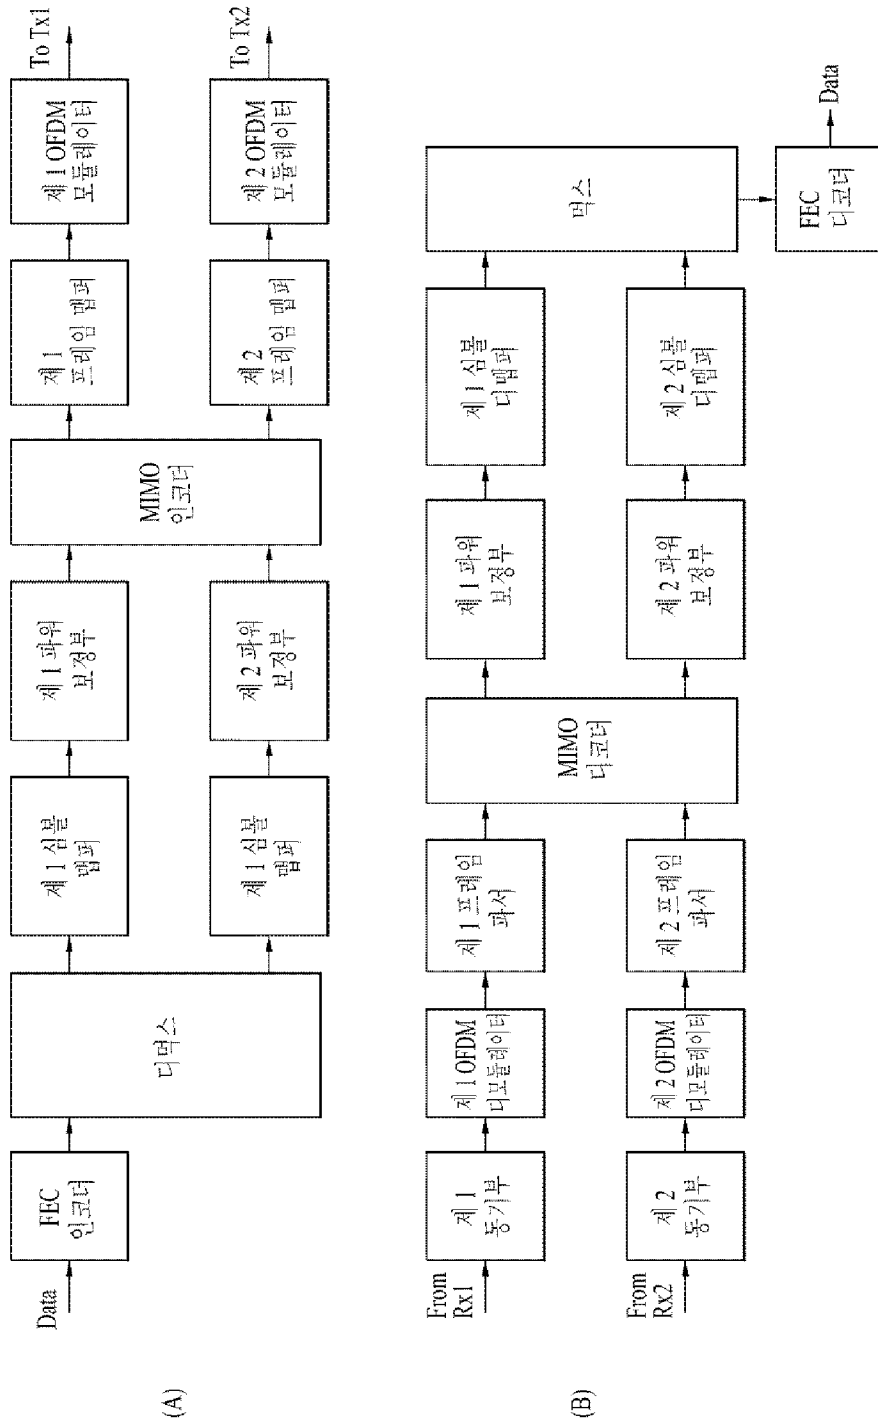 (A)
Data
FEC
인코더
디먹스
제 1 심볼
맵퍼
제 1 파워
보정부
MIMO
인코더
제 1
프레임 맵퍼
제 1 OFDM
모듈레이터
To Tx1
제 1 심볼
맵퍼
제 2 파워
보정부
제 2
프레임 맵퍼
제 2 OFDM
모듈레이터
To Tx2
(B)
From
Rx1
제 1
동기부
제 1 OFDM
디모듈레이터
제 1 프레임
파서
MIMO
디코더
제 1 파워
보정부
제 1 심볼
디맵퍼
먹스
From
Rx2
제 2
동기부
제 2 OFDM
디모듈레이터
제 2 프레임
파서
제 2 파워
보정부
제 2 심볼
디맵퍼
FEC
디코더
Data